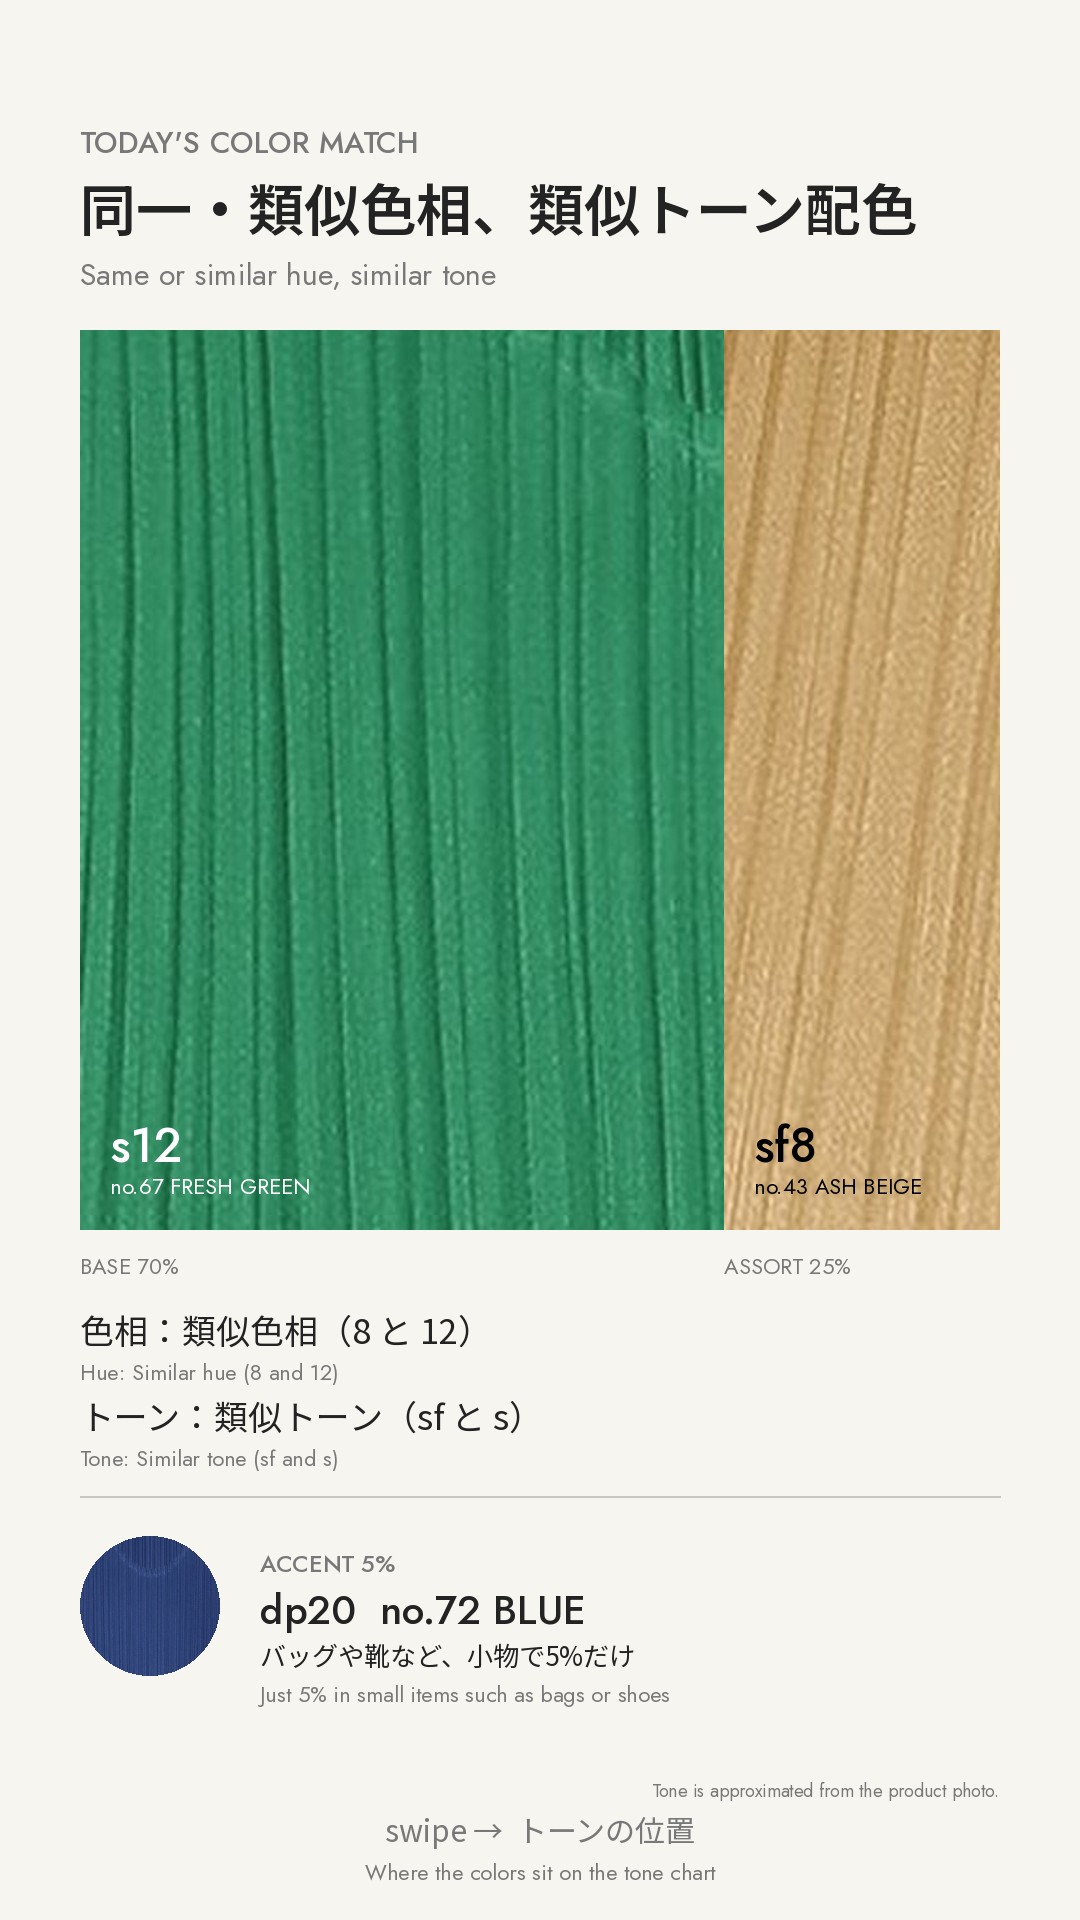 TODAY'S COLOR MATCH
同一・類似色相、類似トーン配色
Same or similar hue, similar tone
s12
no.67 FRESH GREEN
sf8
no.43 ASH BEIGE
BASE 70%
ASSORT 25%
色相：類似色相（8 と 12）
Hue: Similar hue (8 and 12)
トーン：類似トーン（sf と s）
Tone: Similar tone (sf and s)
ACCENT 5%
dp20 no.72 BLUE
バッグや靴など、小物で5%だけ
Just 5% in small items such as bags or shoes
Tone is approximated from the product photo.
swipe → トーンの位置
Where the colors sit on the tone chart